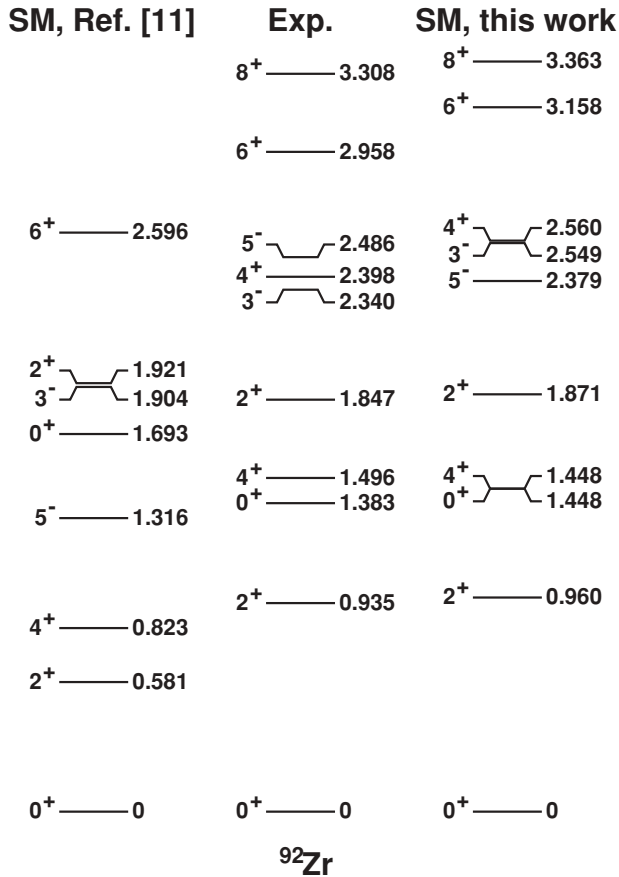 SM, Ref. [11] Exp. SM, this work
8+ 3.363
8+ 3.308
6+ 3.158
6+ 2.958
6+ 2.596 5- 2.486 4+ 2.560
3- 2.549
4+ 2.398 5- 2.379
3- 2.340
2+ 1.921
3- 1.904 2+ 1.847 2+ 1.871
0+ 1.693
4+ 1.496 4+ 1.448
0+ 1.383 0+ 1.448
5- 1.316
2+ 0.935 2+ 0.960
4+ 0.823
2+ 0.581
0+ 0 0+ 0 0+ 0
92Zr